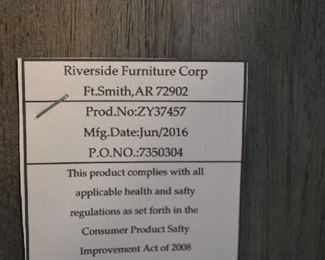 Riverside Furniture Corp
Ft.Smith,AR 72902
Prod.No:ZY37457
Mfg.Date:Jun/2016
P.O.NO.:7350304
This product complies with all
applicable health and safty
regulations as set forth in the
Consumer Product Safty
Improvement Act of 2008